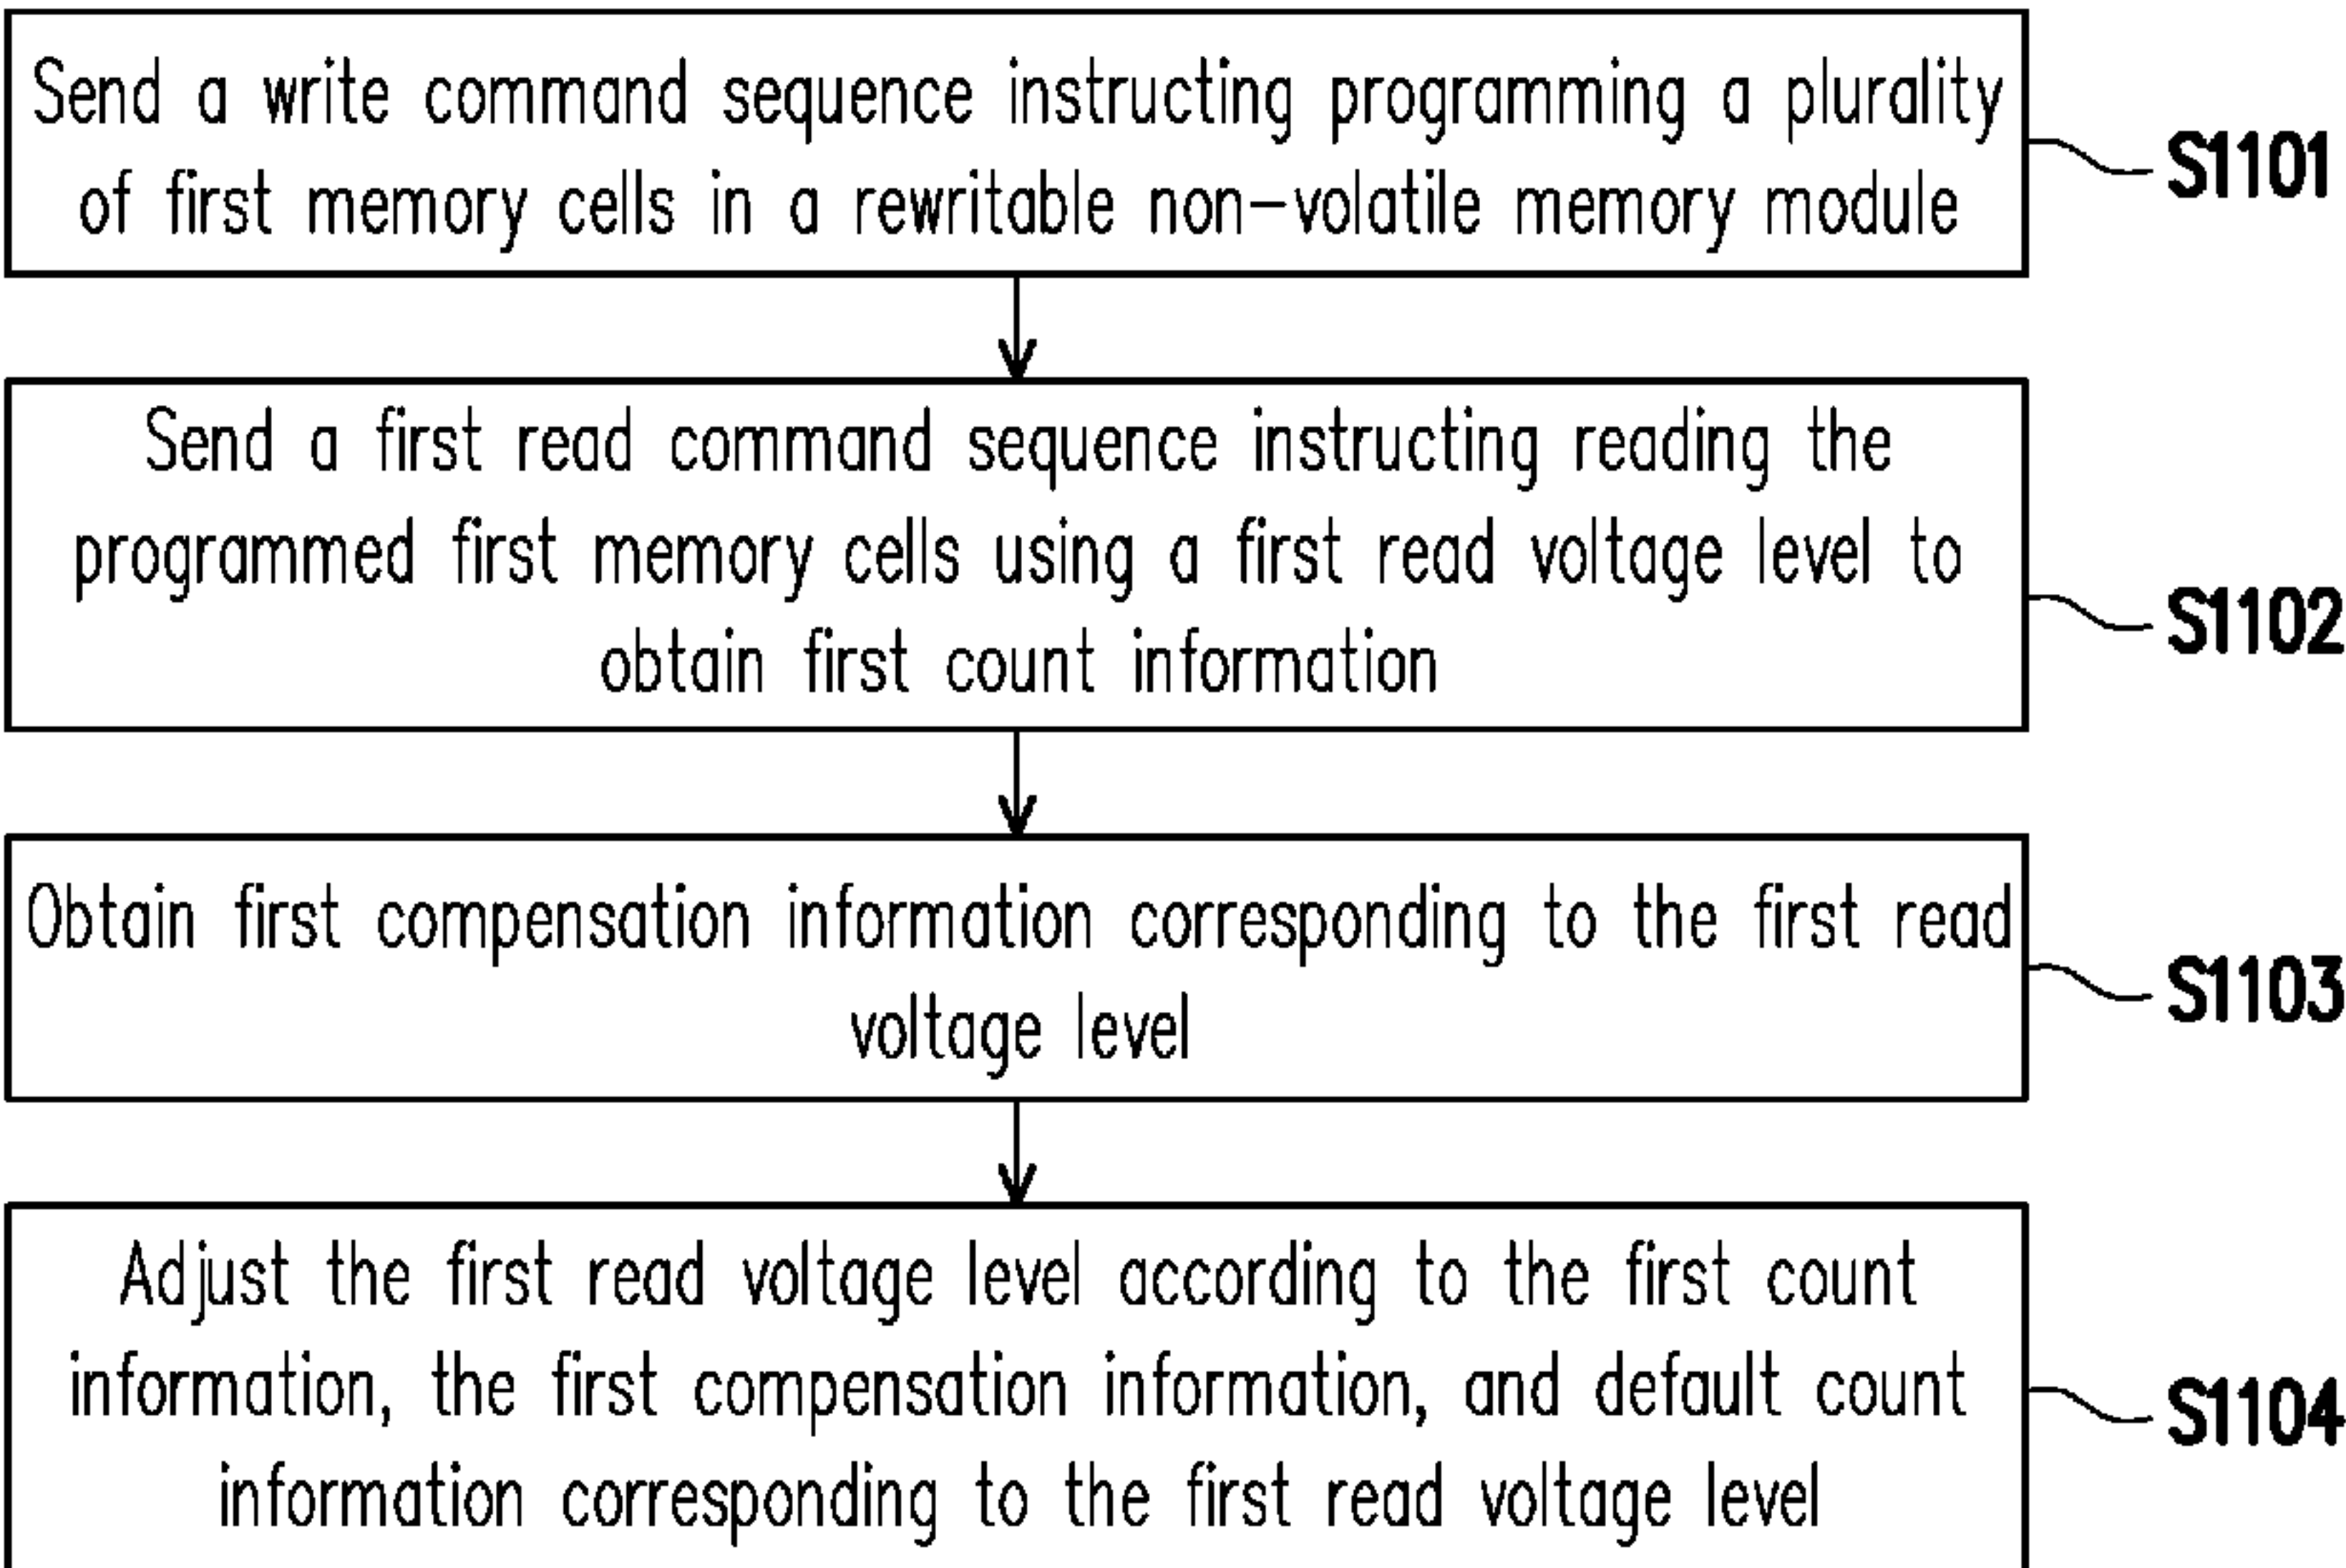 Send a write command sequence instructing programming a plurality
of first memory cells in a rewritable non-volatile memory module
S1101
Send a first read command sequence instructing reading the
programmed first memory cells using a first read voltage level to
obtain first count information
S1102
Obtain first compensation information corresponding to the first read
voltage level
S1103
Adjust the first read voltage level according to the first count
information, the first compensation information, and default count
information corresponding to the first read voltage level
S1104